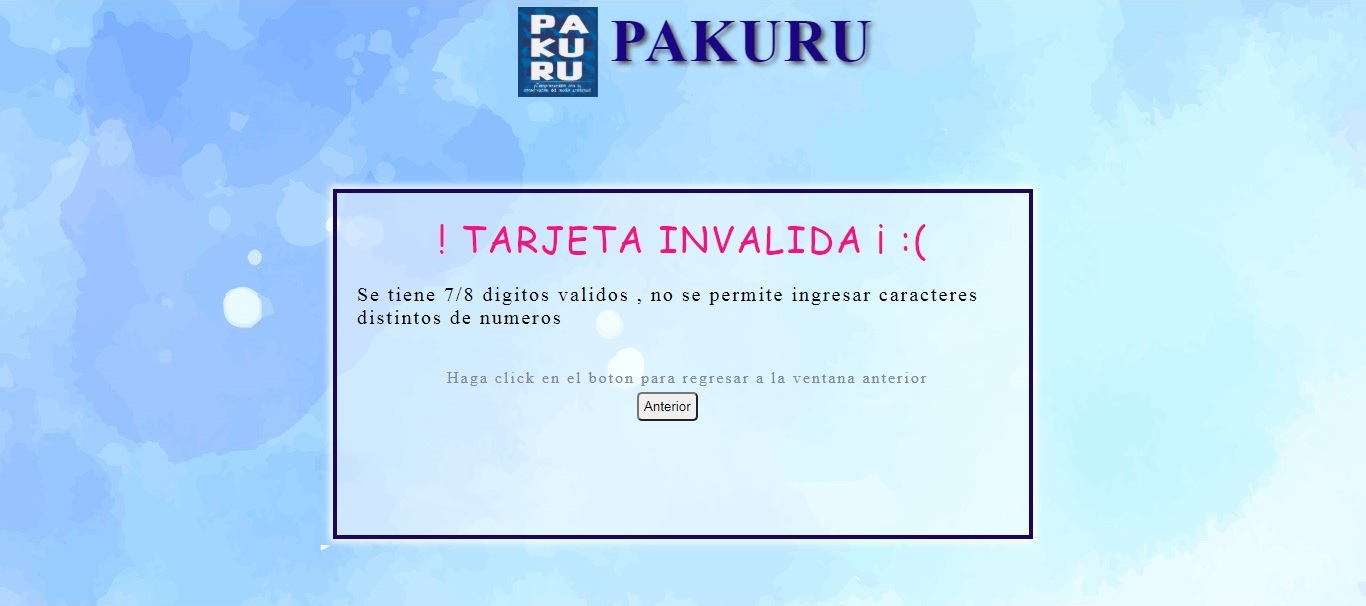 PA
KU
RU
PAKURU
! TARJETA INVALIDA ¡ :(
Se tiene 7/8 digitos validos , no se permite ingresar caracteres
distintos de numeros
Haga click en el boton para regresar a la ventana anterior
Anterior